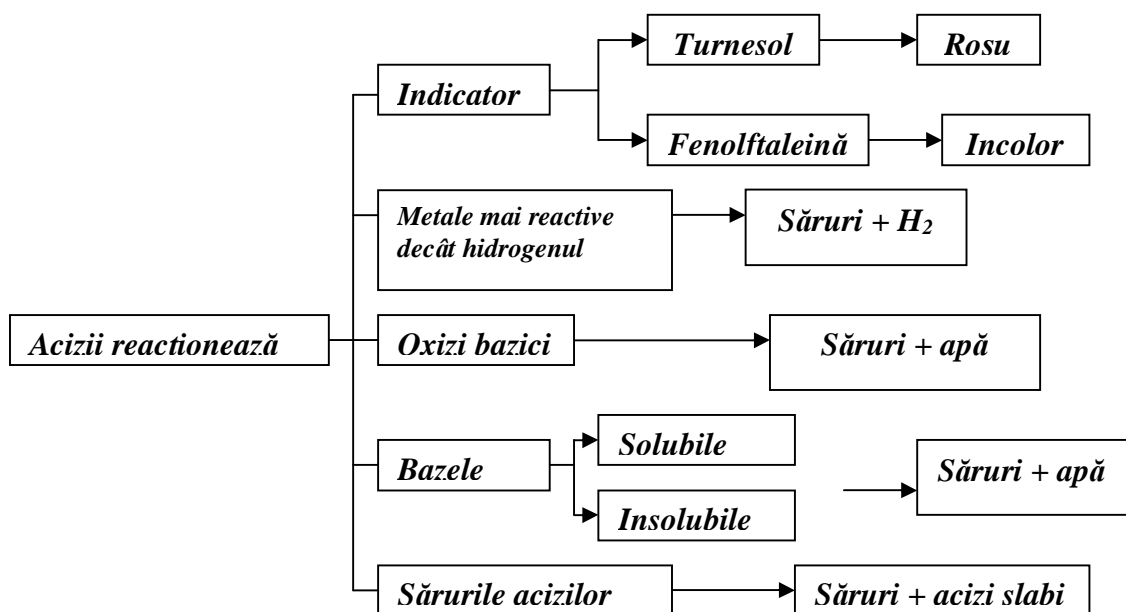 Turnesol
Rosu
Indicator
Fenolftaleină
Incolor
Metale mai reactive
decât hidrogenul
Săruri + H₂
Acizii reactionează
Oxizi bazici
Săruri + apă
Bazele
Solubile
Insolubile
Săruri + apă
Sărurile acizilor
Săruri + acizi slabi